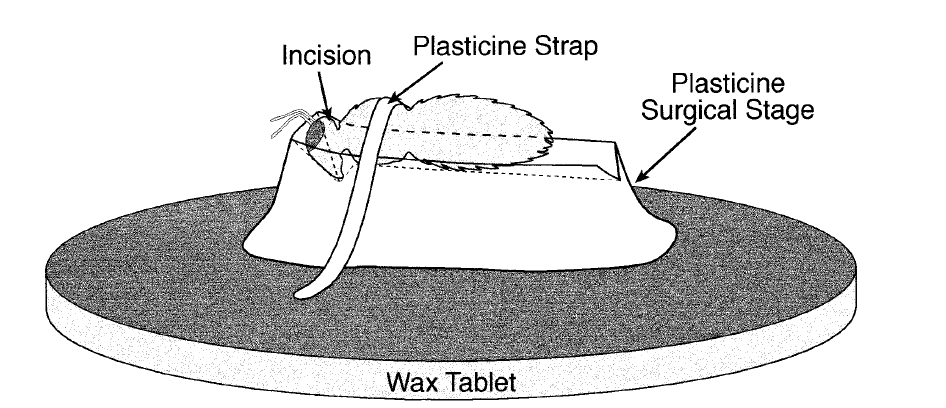 Incision
Plasticine Strap
Plasticine
Surgical Stage
Wax Tablet